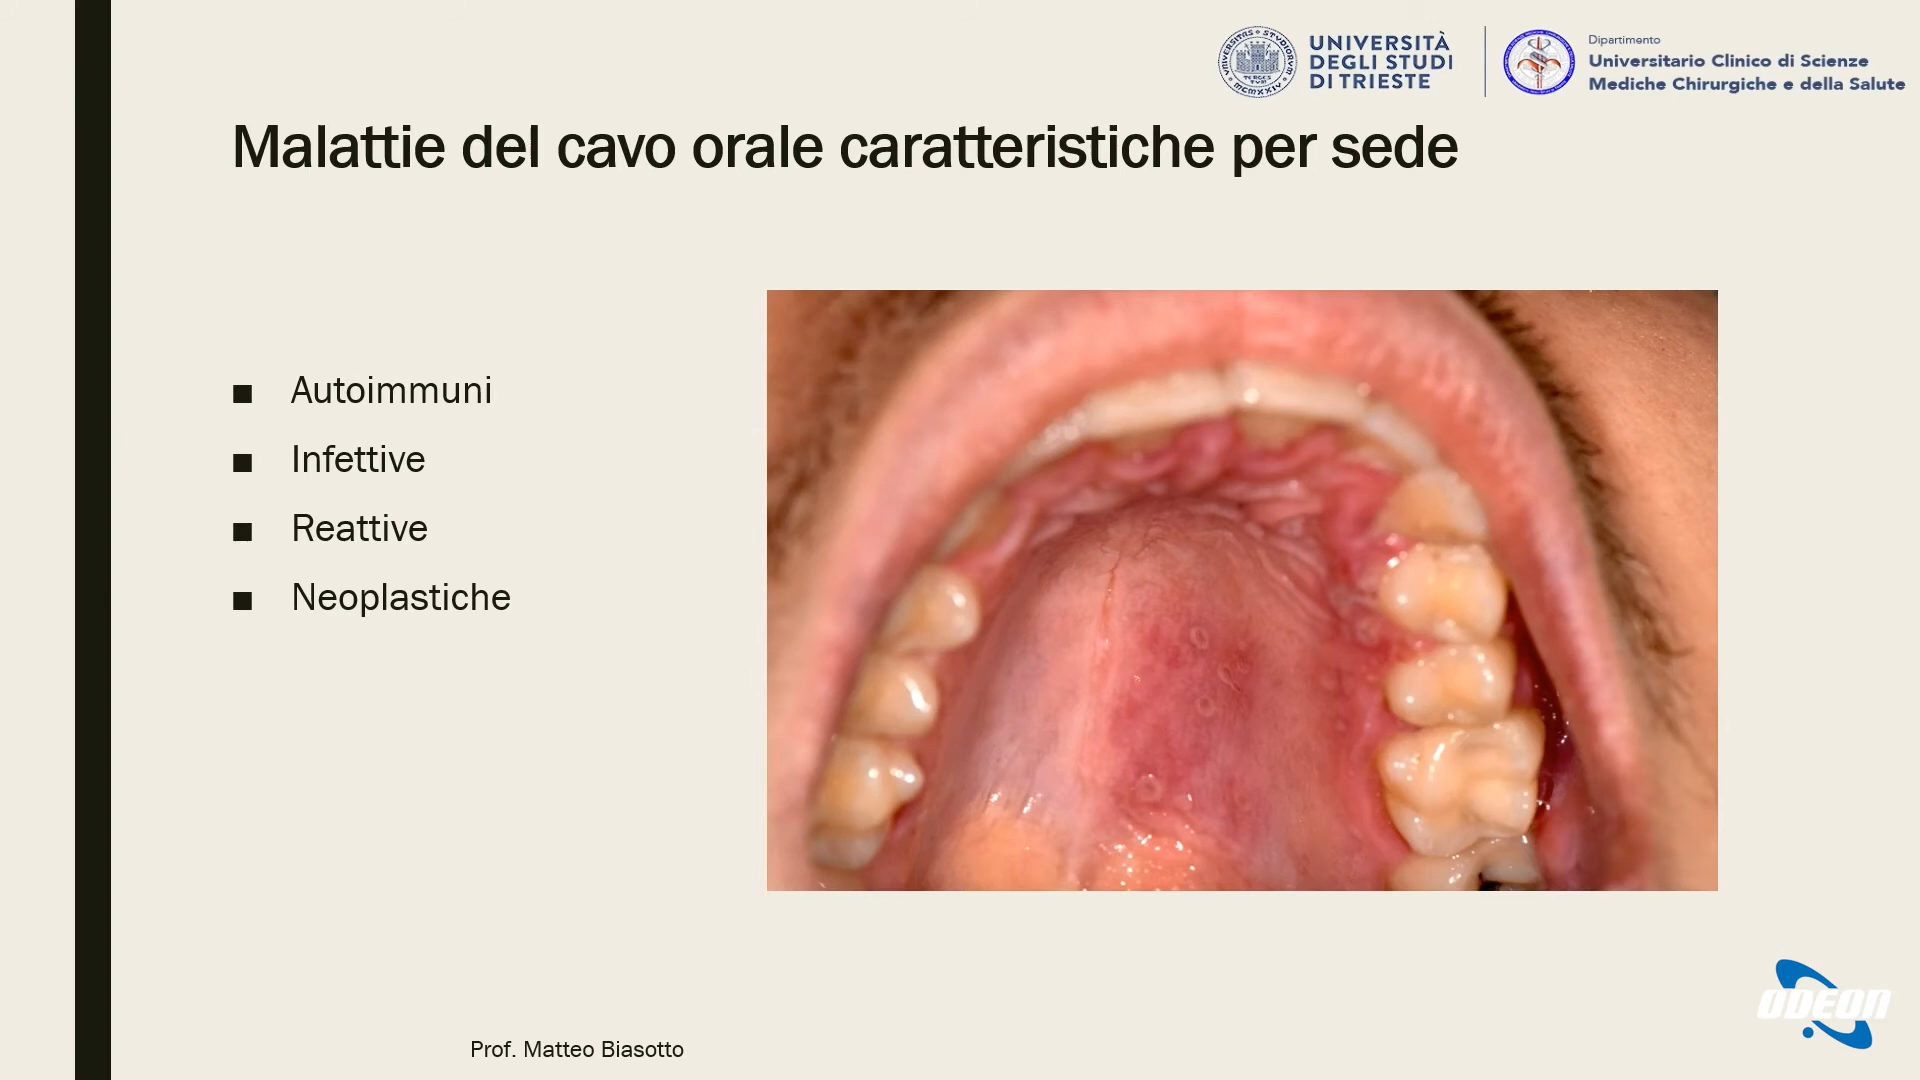 UNIVERSITÀ
DEGLI STUDI
DI TRIESTE
Dipartimento
Universitario Clinico di Scienze
Mediche Chirurgiche e della Salute
Malattie del cavo orale caratteristiche per sede
■ Autoimmuni
■ Infettive
■ Reattive
■ Neoplastiche
ODEON
Prof. Matteo Biasotto